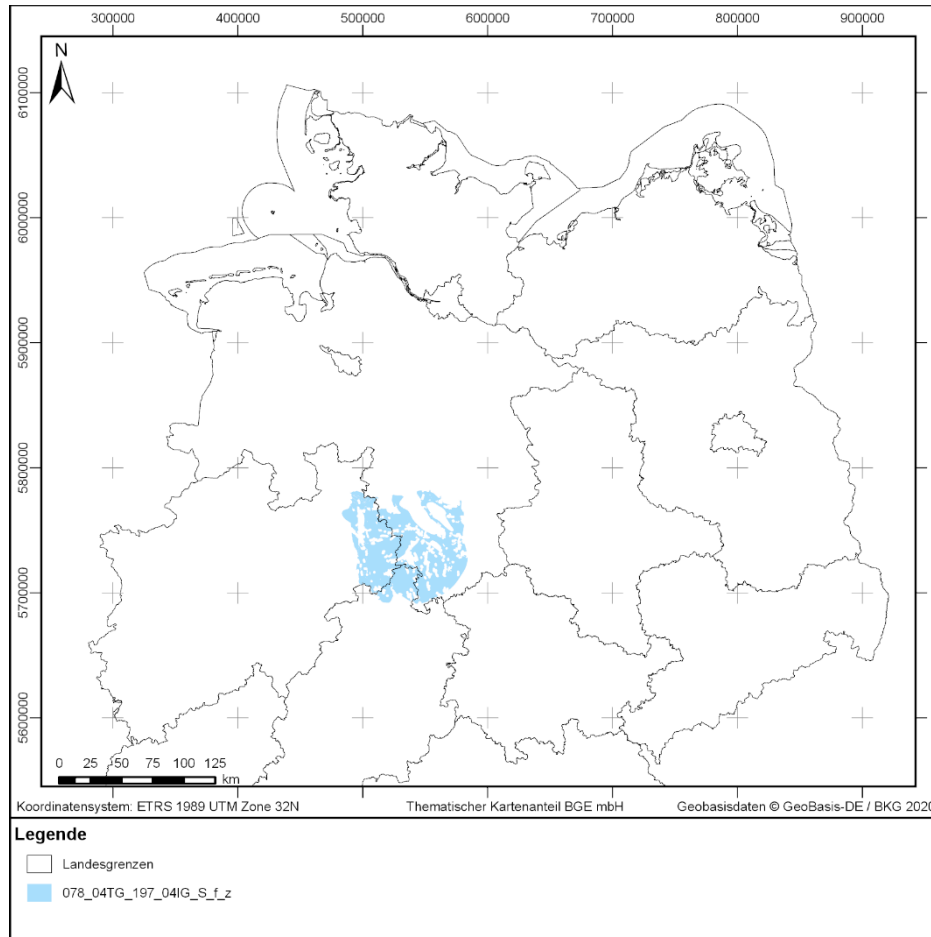 300000 400000 500000 600000 700000 800000 900000
N
6100000
6000000
5900000
5800000
5700000
5600000
0 25 50 75 100 125
km
Koordinatensystem: ETRS 1989 UTM Zone 32N Thematischer Kartenanteil BGE mbH Geobasisdaten © GeoBasis-DE / BKG 2020
Legende
Landesgrenzen
078_04TG_197_04IG_S_f_z